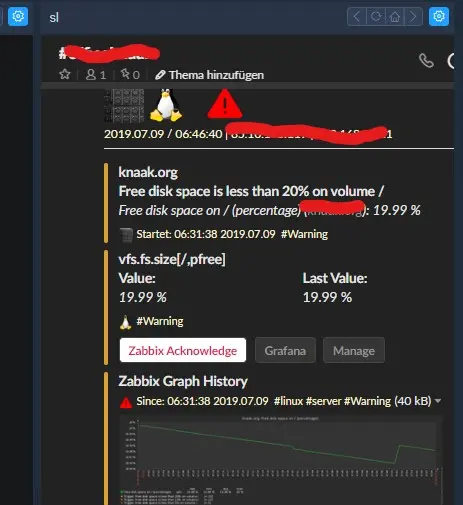 sl
1
0
Thema hinzufügen
2019.07.09 / 06:46:40 |
knaak.org
Free disk space is less than 20% on volume /
Free disk space on / (percentage) ( ): 19.99 %
Startet: 06:31:38 2019.07.09 #Warning
vfs.fs.size[/,pfree]
Value: Last Value:
19.99 % 19.99 %
#Warning
Zabbix Acknowledge Grafana Manage
Zabbix Graph History
Since: 06:31:38 2019.07.09 #linux #server #Warning (40 kB)